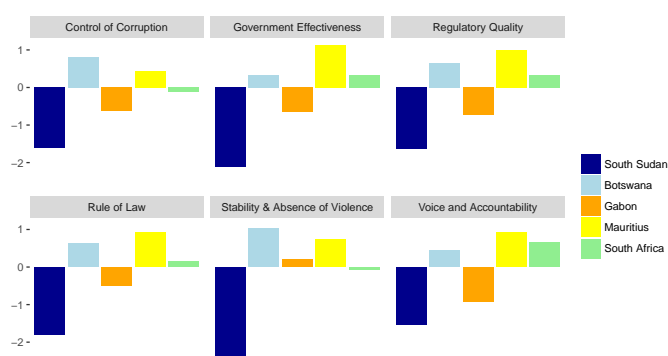 Control of Corruption
Government Effectiveness
Regulatory Quality
1
0
−1
−2
Rule of Law
Stability & Absence of Violence
Voice and Accountability
1
0
−1
−2
South Sudan
Botswana
Gabon
Mauritius
South Africa